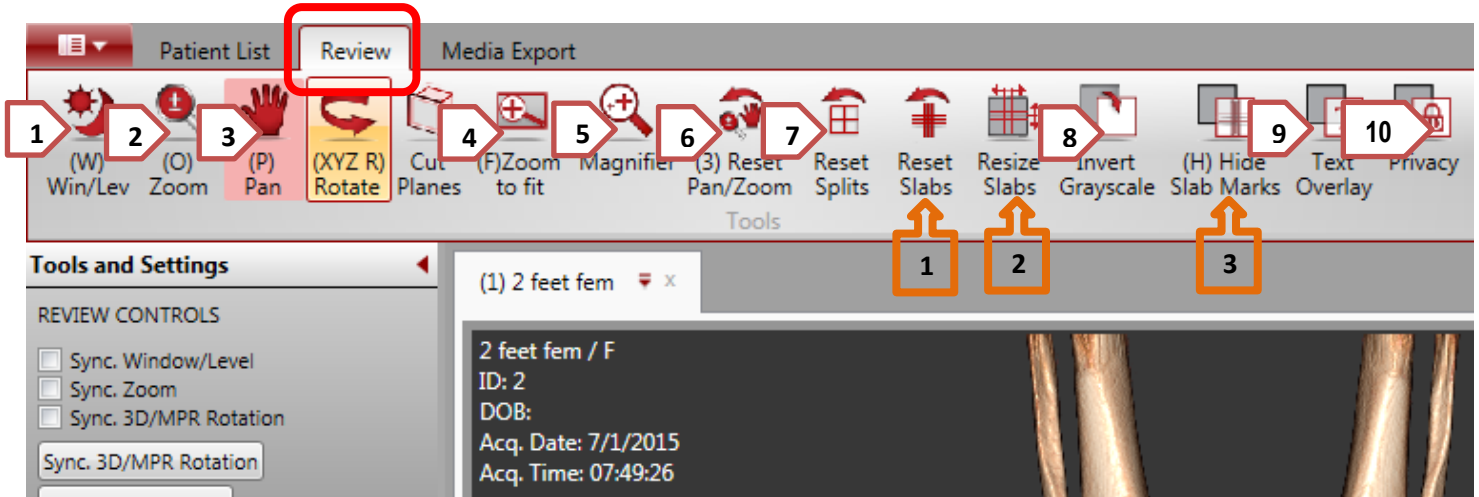 Patient List Review Media Export
1 2 3 4 5 6 7 8 9 10
(W) (O) (P) (XYZ R) Cut (F)Zoom Magnifier (3) Reset Reset Reset Resize Invert (H) Hide Text Privacy
Win/Lev Zoom Pan Rotate Planes to fit Pan/Zoom Splits Slabs Slabs Grayscale Slab Marks Overlay
Tools
1 2 3
Tools and Settings
(1) 2 feet fem x
REVIEW CONTROLS
Sync. Window/Level
Sync. Zoom
Sync. 3D/MPR Rotation
Sync. 3D/MPR Rotation
2 feet fem / F
ID: 2
DOB:
Acq. Date: 7/1/2015
Acq. Time: 07:49:26